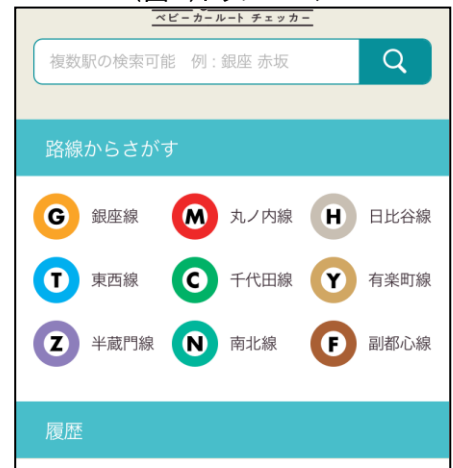 ベビーカールート チェッカー
複数駅の検索可能 例 : 銀座 赤坂
路線からさがす
G 銀座線 M 丸ノ内線 H 日比谷線
T 東西線 C 千代田線 Y 有楽町線
Z 半蔵門線 N 南北線 F 副都心線
履歴